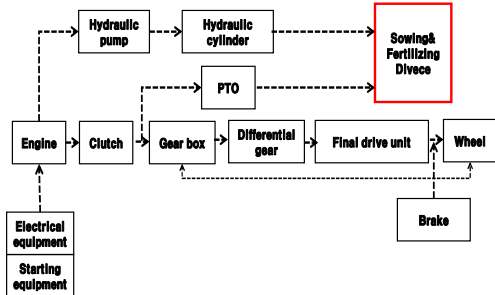 Hydraulic
pump
Hydraulic
cylinder
Sowing&
Fertilizing
Divece
PTO
Engine
Clutch
Gear box
Differential
gear
Final drive unit
Wheel
Brake
Electrical
equipment
Starting
equipment